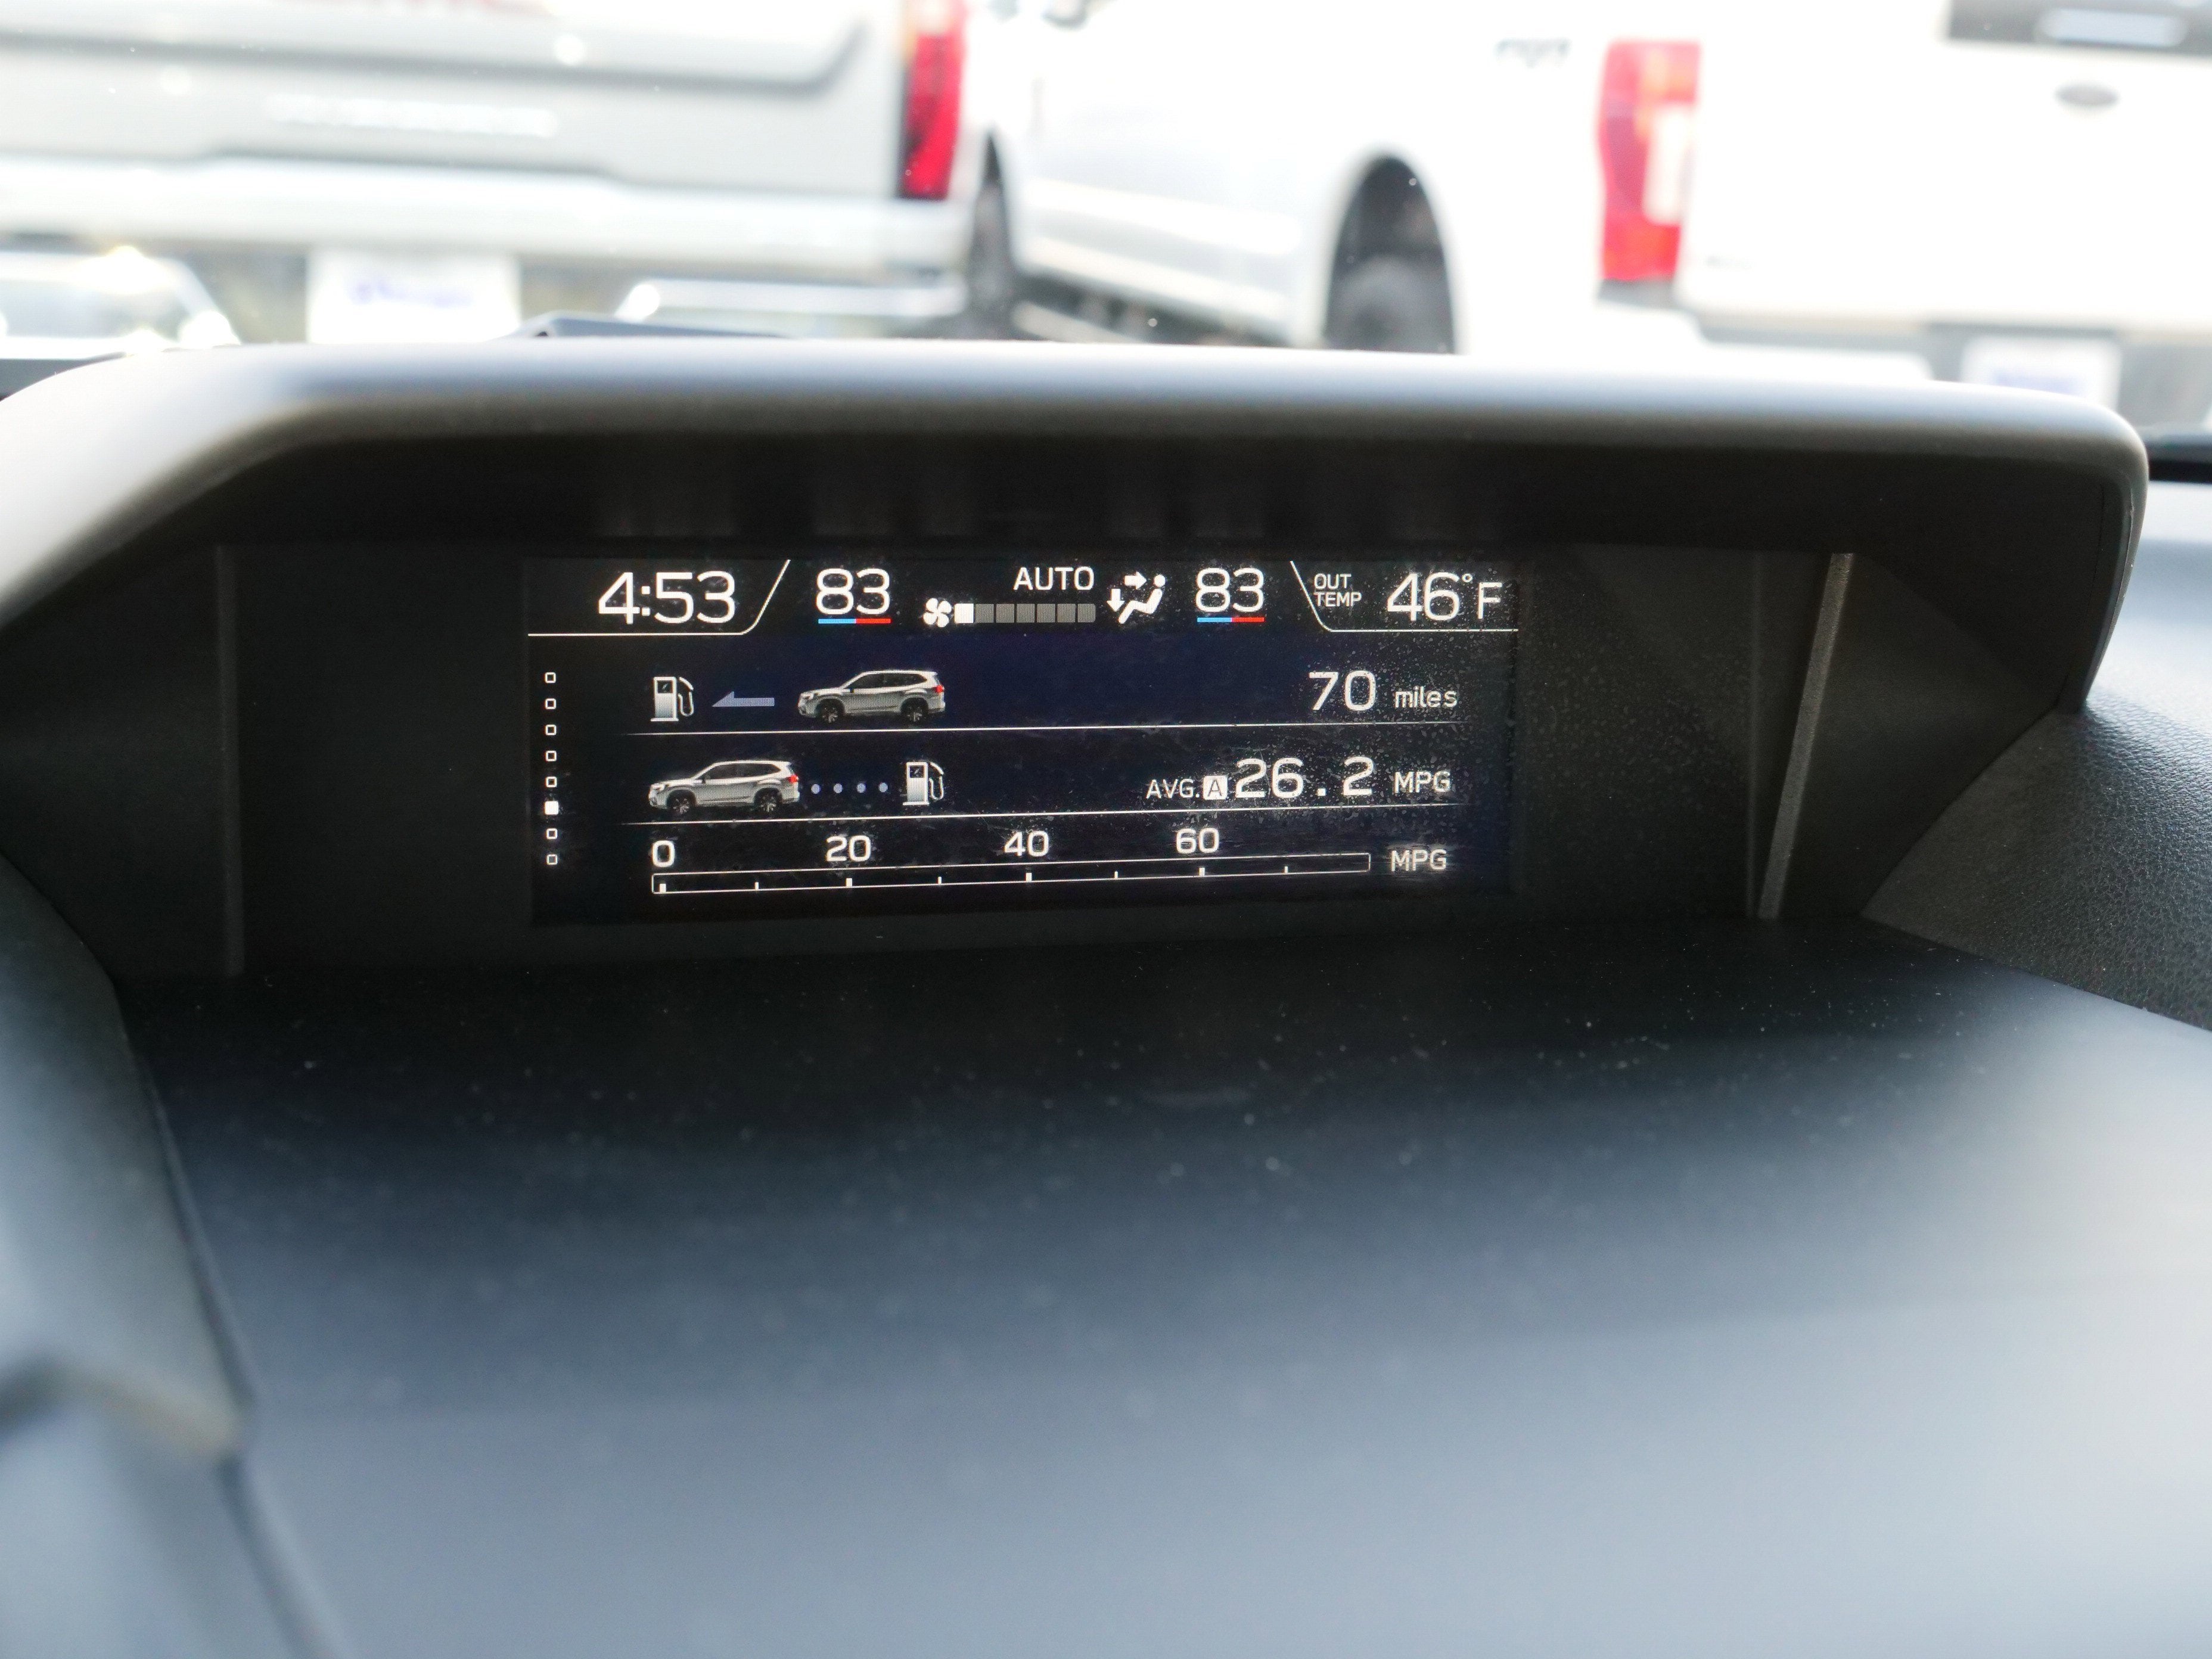 4:53 83 AUTO 83 OUT TEMP 46°F
70 miles
AVG. A 26.2 MPG
0 20 40 60
MPG